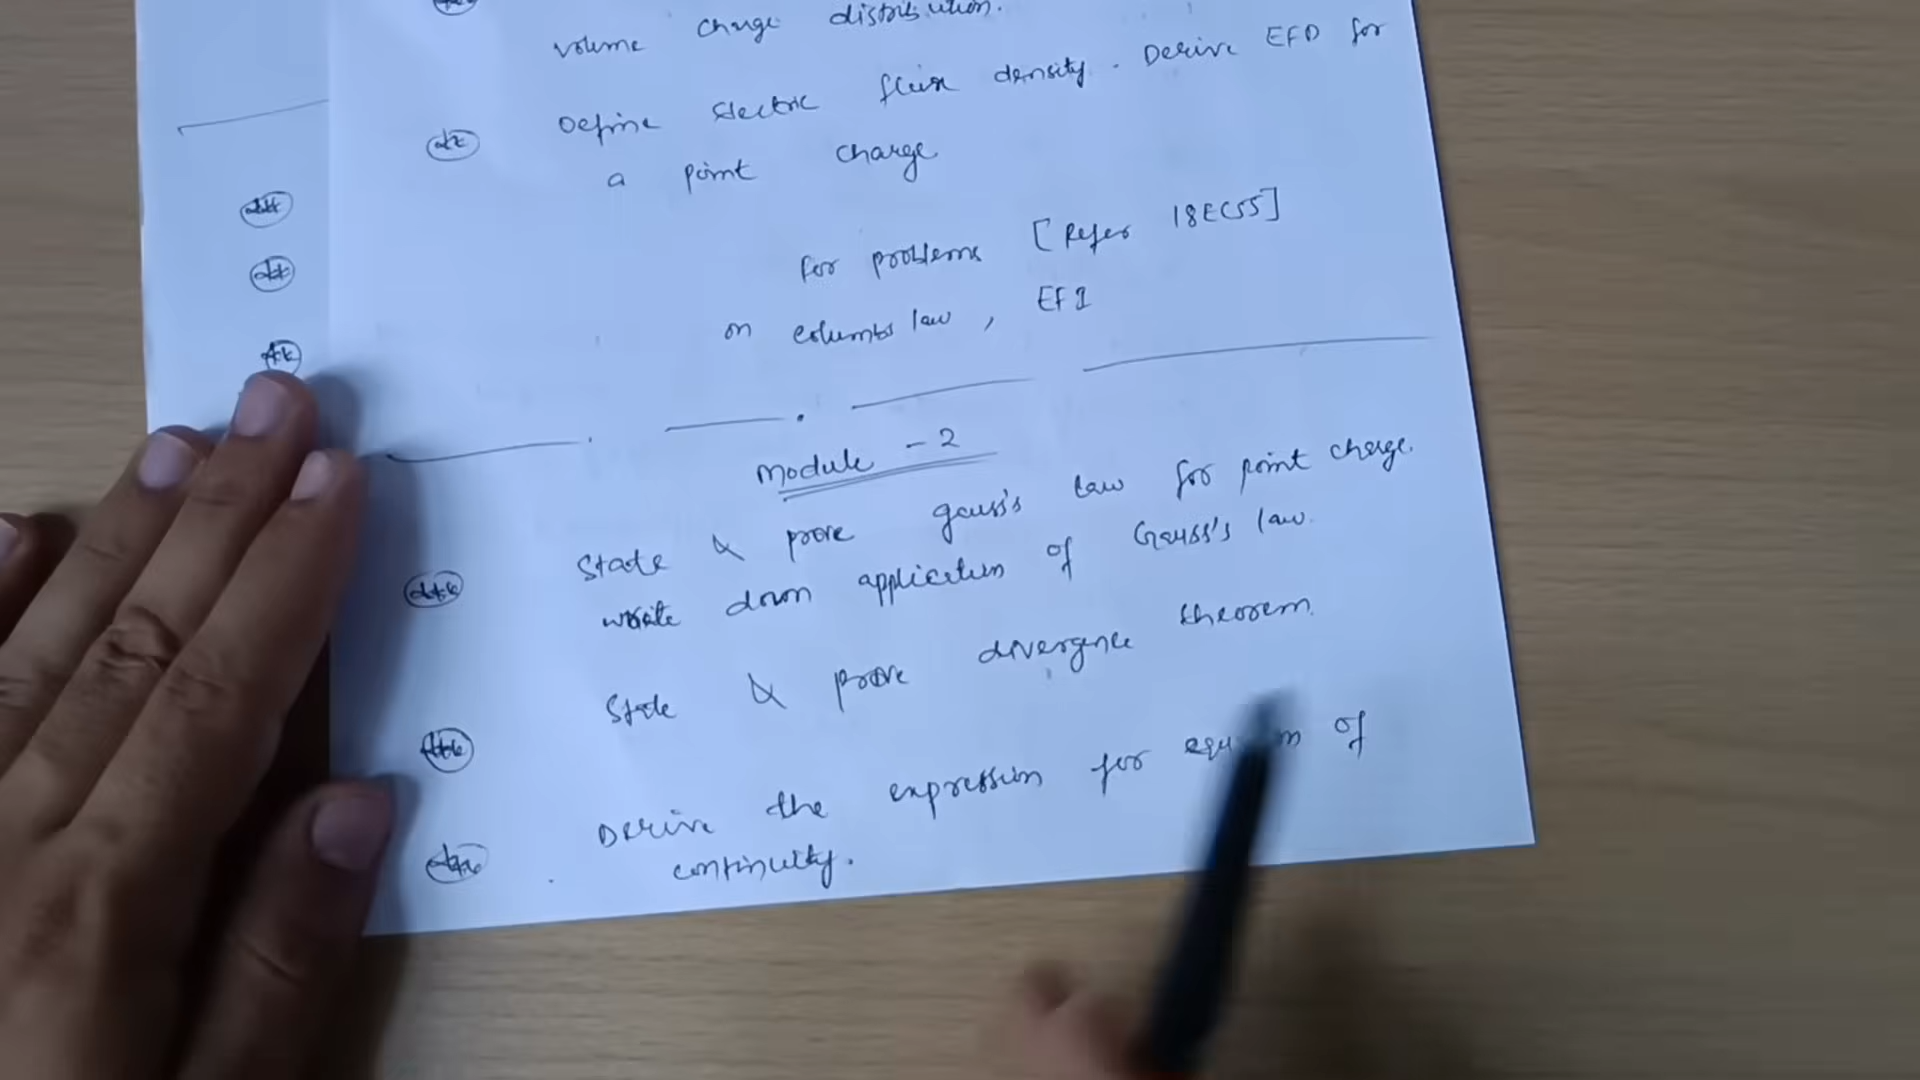 volume charge distribution.
Define Electric flux density. Derive EFD for
a point charge
for problems [Refer 18EC55]
on columbs law, EFI
Module - 2
State & prove gauss's law for point charge.
write down application of Gauss's law.
State & prove divergence theorem.
Derive the expression for of
continuity.